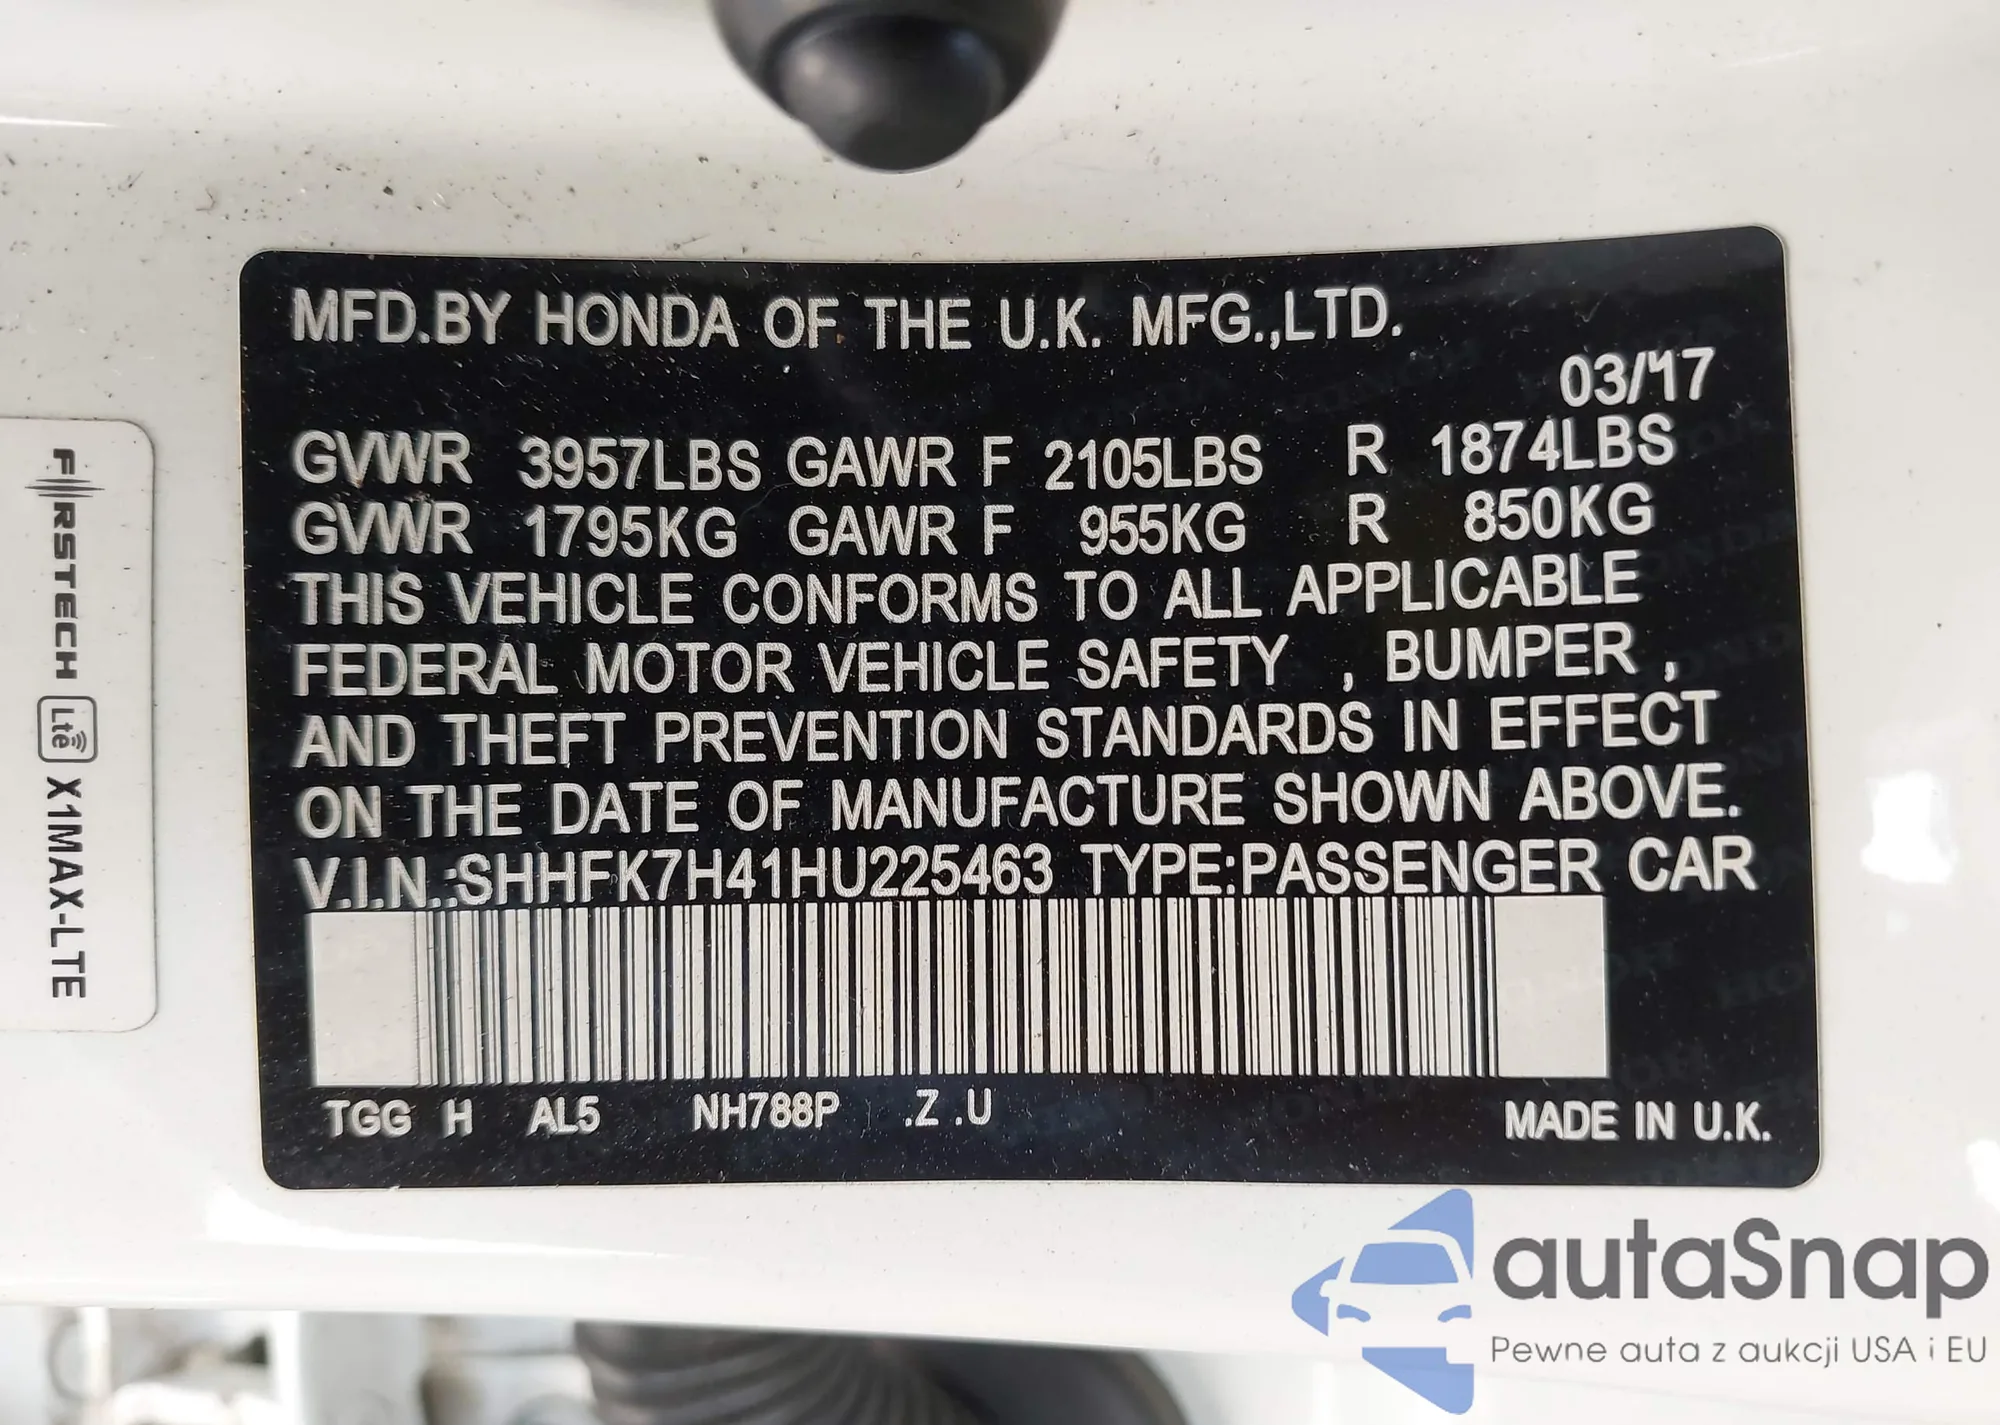 MFD.BY HONDA OF THE U.K. MFG.,LTD.
03/17
GVWR 3957LBS GAWR F 2105LBS R 1874LBS
GVWR 1795KG GAWR F 955KG R 850KG
THIS VEHICLE CONFORMS TO ALL APPLICABLE
FEDERAL MOTOR VEHICLE SAFETY , BUMPER ,
AND THEFT PREVENTION STANDARDS IN EFFECT
ON THE DATE OF MANUFACTURE SHOWN ABOVE.
V.I.N.:SHHFK7H41HU225463 TYPE:PASSENGER CAR
TGG H AL5 NH788P .Z .U MADE IN U.K.
FIRSTECH Lte X1MAX-LTE
autaSnap
Pewne auta z aukcji USA i EU